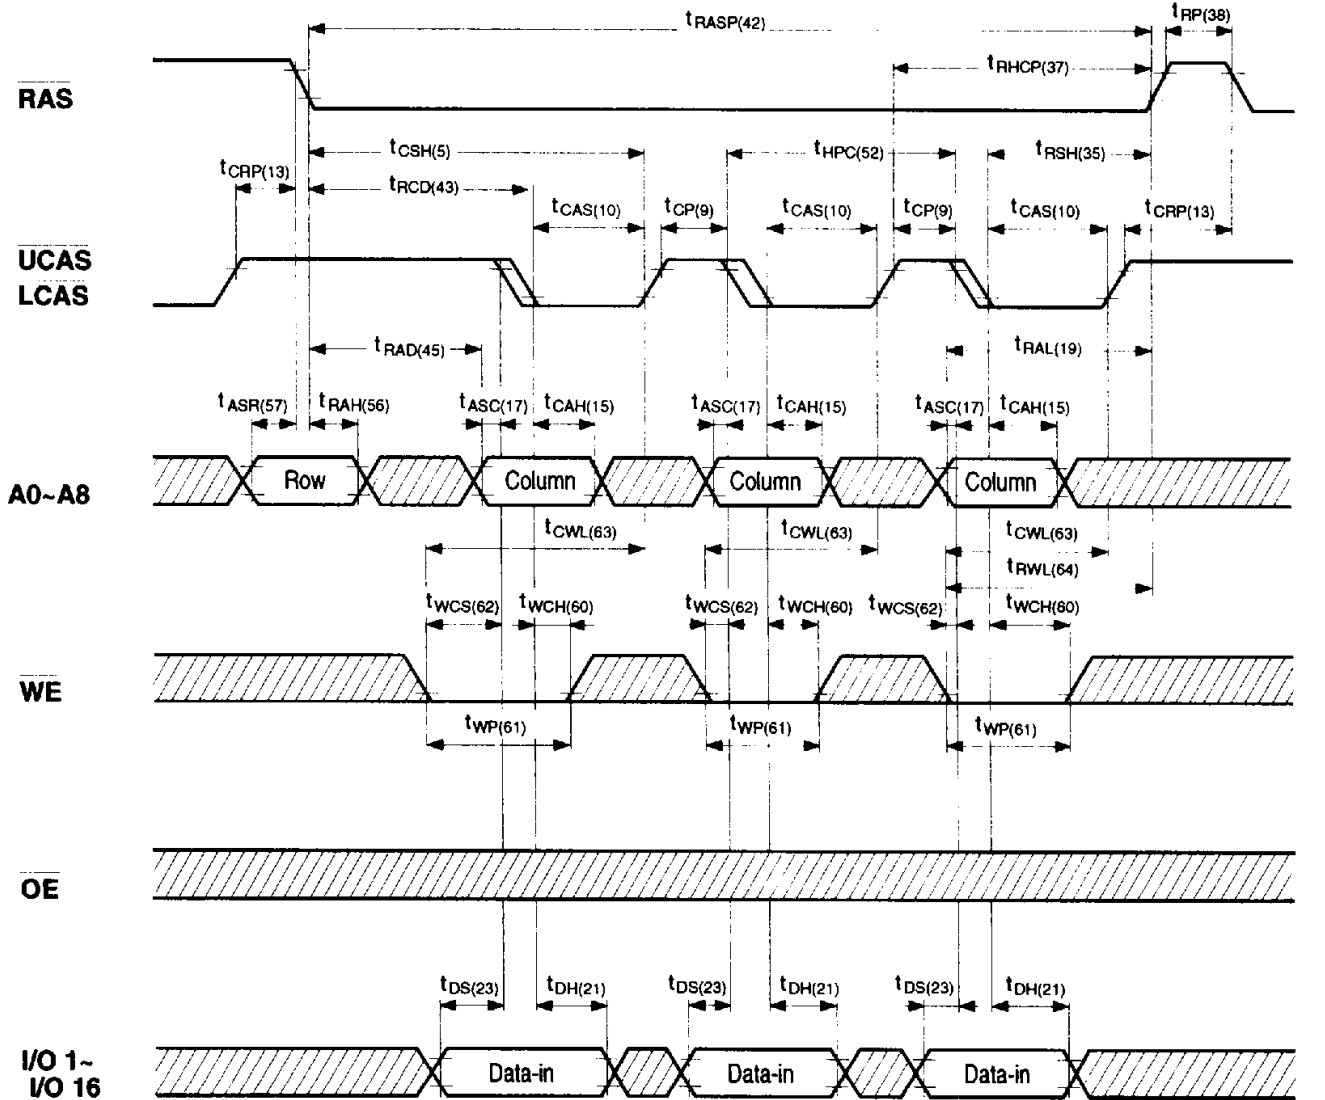 tRASP(42) tRP(38)
tRHCP(37)
RAS
tCSH(5) tHPC(52) tRSH(35)
tCRP(13) tRCD(43)
tCAS(10) tCP(9) tCAS(10) tCP(9) tCAS(10) tCRP(13)
UCAS
LCAS
tRAD(45) tRAL(19)
tASR(57) tRAH(56) tASC(17) tCAH(15) tASC(17) tCAH(15) tASC(17) tCAH(15)
A0~A8 Row Column Column Column
tCWL(63) tCWL(63) tCWL(63)
tRWL(64)
tWCS(62) tWCH(60) tWCS(62) tWCH(60) tWCS(62) tWCH(60)
WE
tWP(61) tWP(61) tWP(61)
OE
tDS(23) tDH(21) tDS(23) tDH(21) tDS(23) tDH(21)
I/O 1~
I/O 16 Data-in Data-in Data-in